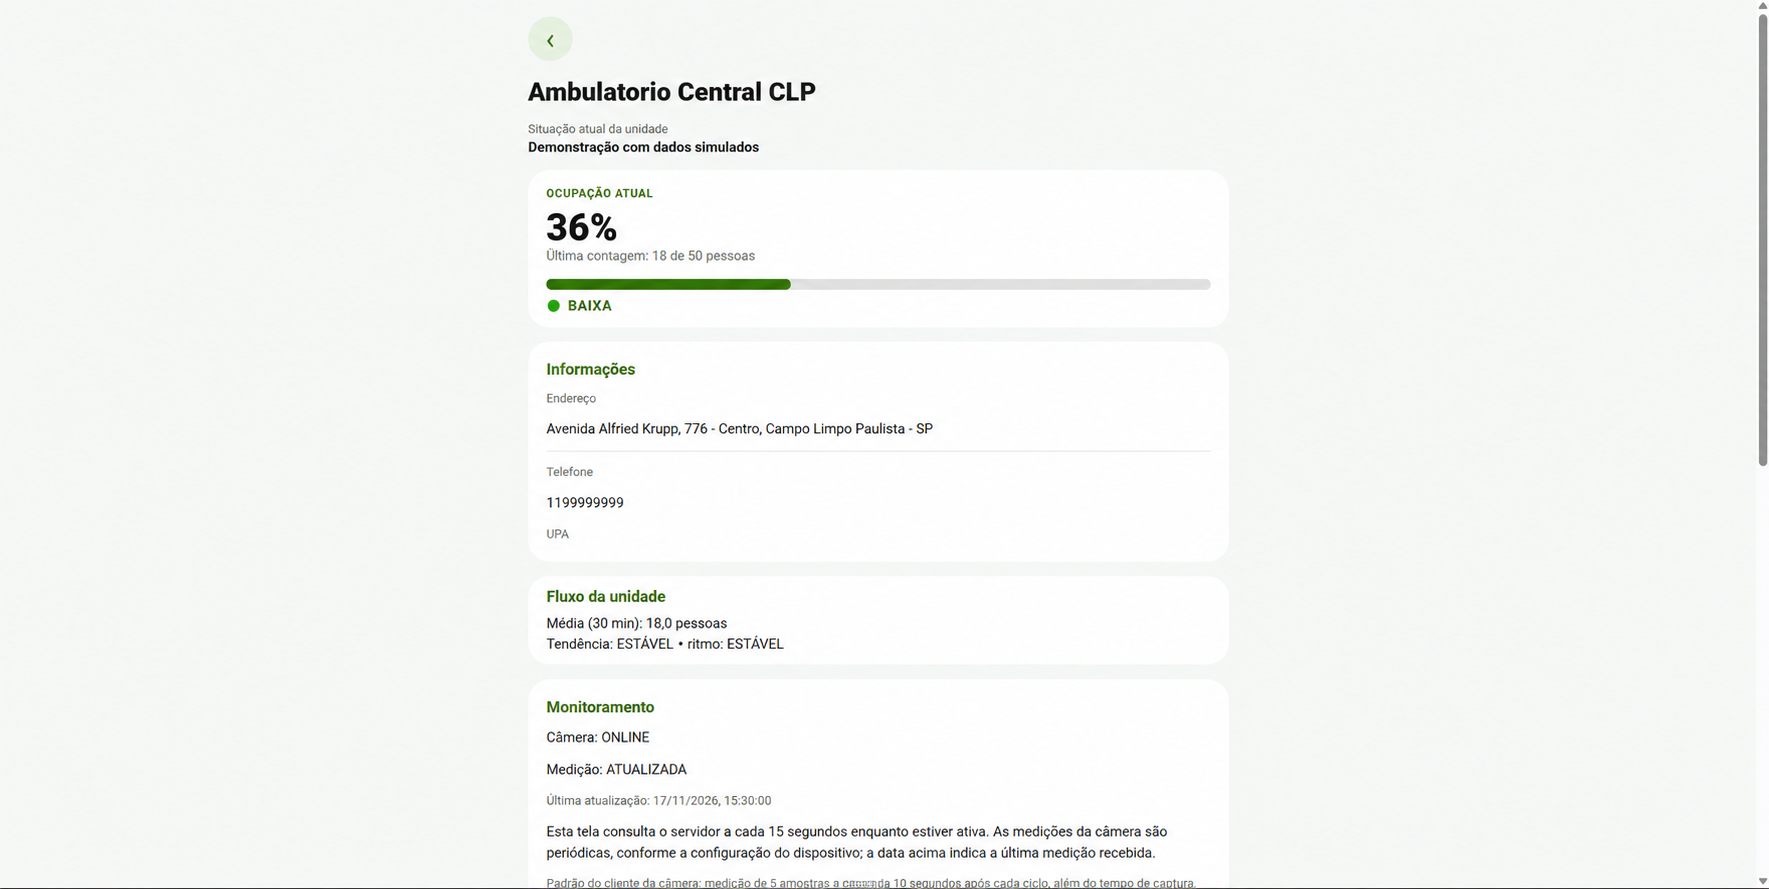 Ambulatorio Central CLP
Situação atual da unidade
Demonstração com dados simulados
OCUPAÇÃO ATUAL
36%
Última contagem: 18 de 50 pessoas
BAIXA
Informações
Endereço
Avenida Alfried Krupp, 776 - Centro, Campo Limpo Paulista - SP
Telefone
1199999999
UPA
Fluxo da unidade
Média (30 min): 18,0 pessoas
Tendência: ESTÁVEL • ritmo: ESTÁVEL
Monitoramento
Câmera: ONLINE
Medição: ATUALIZADA
Última atualização: 17/11/2026, 15:30:00
Esta tela consulta o servidor a cada 15 segundos enquanto estiver ativa. As medições da câmera são
periódicas, conforme a configuração do dispositivo; a data acima indica a última medição recebida.
Padrão do cliente da câmera: medição de 5 amostras a 10 segundos após cada ciclo, além do tempo de captura.